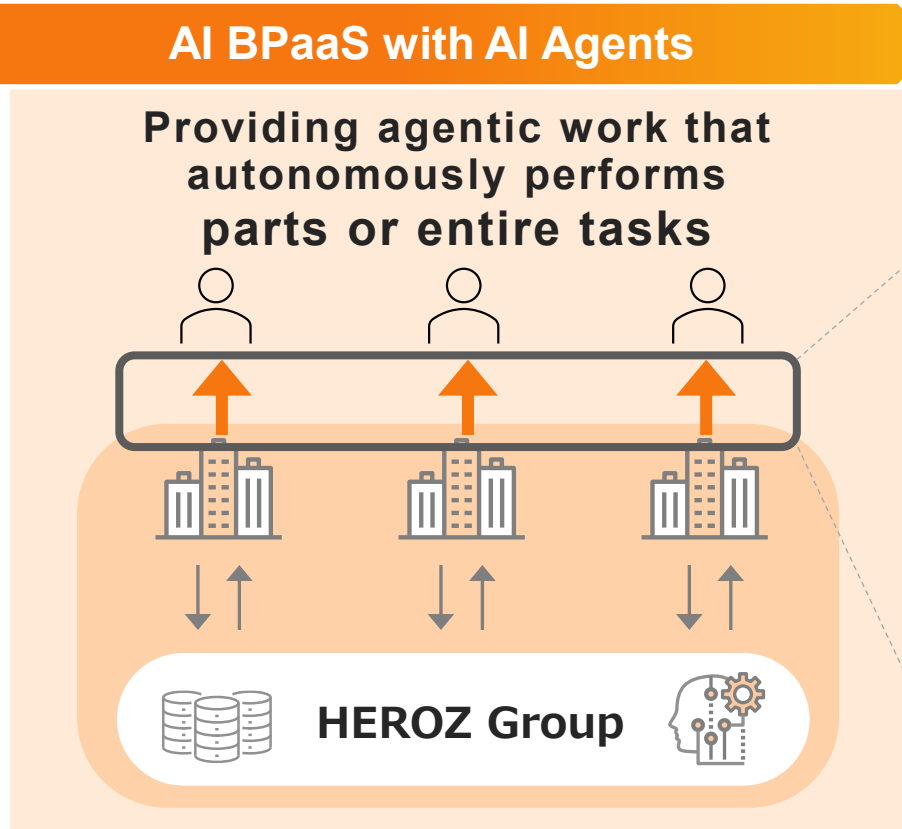 AI BPaaS with AI Agents
Providing agentic work that
autonomously performs
parts or entire tasks
HEROZ Group